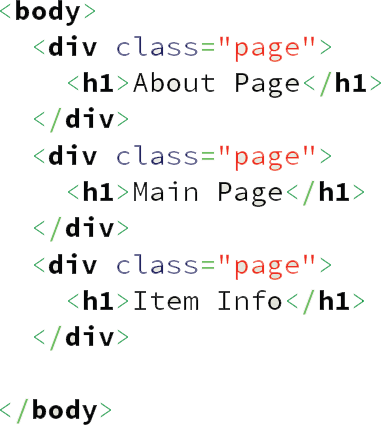 <body>
<div class="page">
<h1>About Page</h1>
</div>
<div class="page">
<h1>Main Page</h1>
</div>
<div class="page">
<h1>Item Info</h1>
</div>
</body>